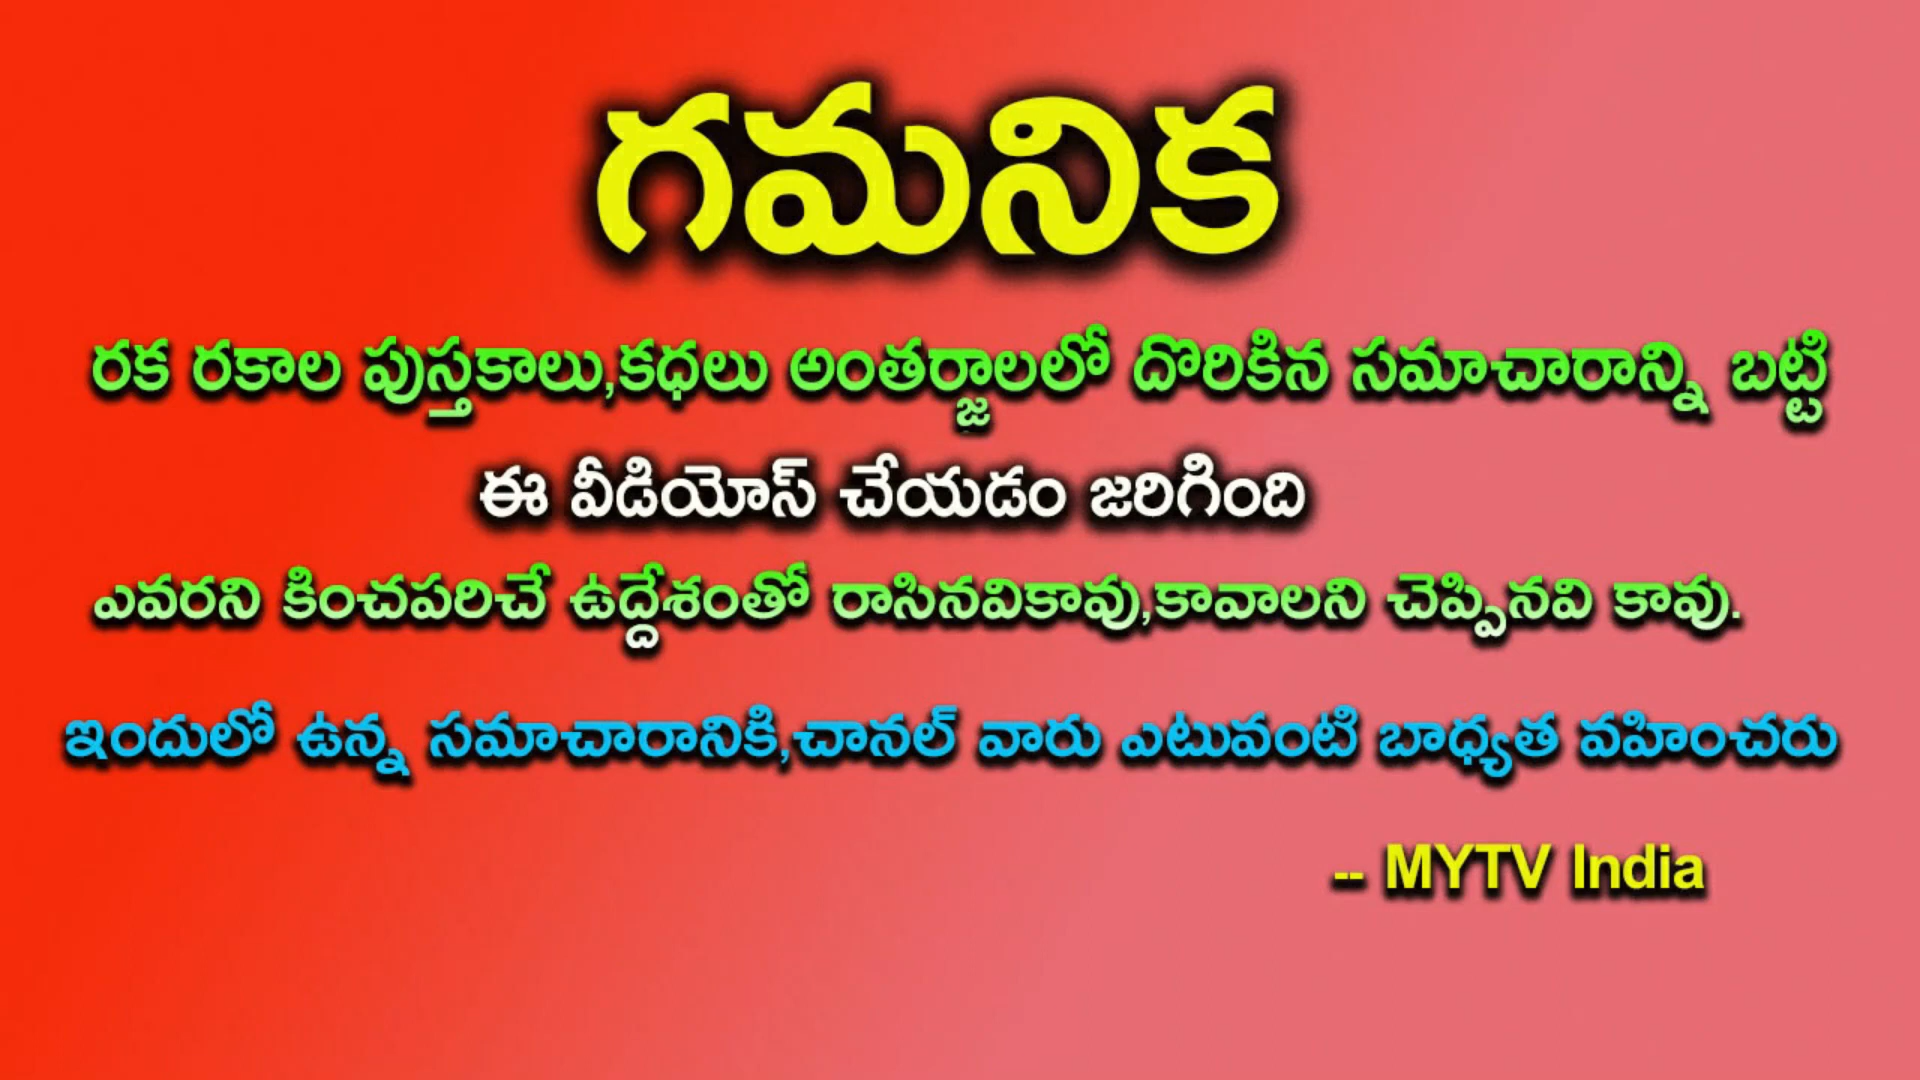 గమనిక
రక రకాల పుస్తకాలు,కధలు అంతర్జాలలో దొరికిన సమాచారాన్ని బట్టి
ఈ వీడియోస్ చేయడం జరిగింది
ఎవరని కించపరిచే ఉద్దేశంతో రాసినవికావు,కావాలని చెప్పినవి కావు.
ఇందులో ఉన్న సమాచారానికి,చానల్ వారు ఎటువంటి బాధ్యత వహించరు
-- MYTV India